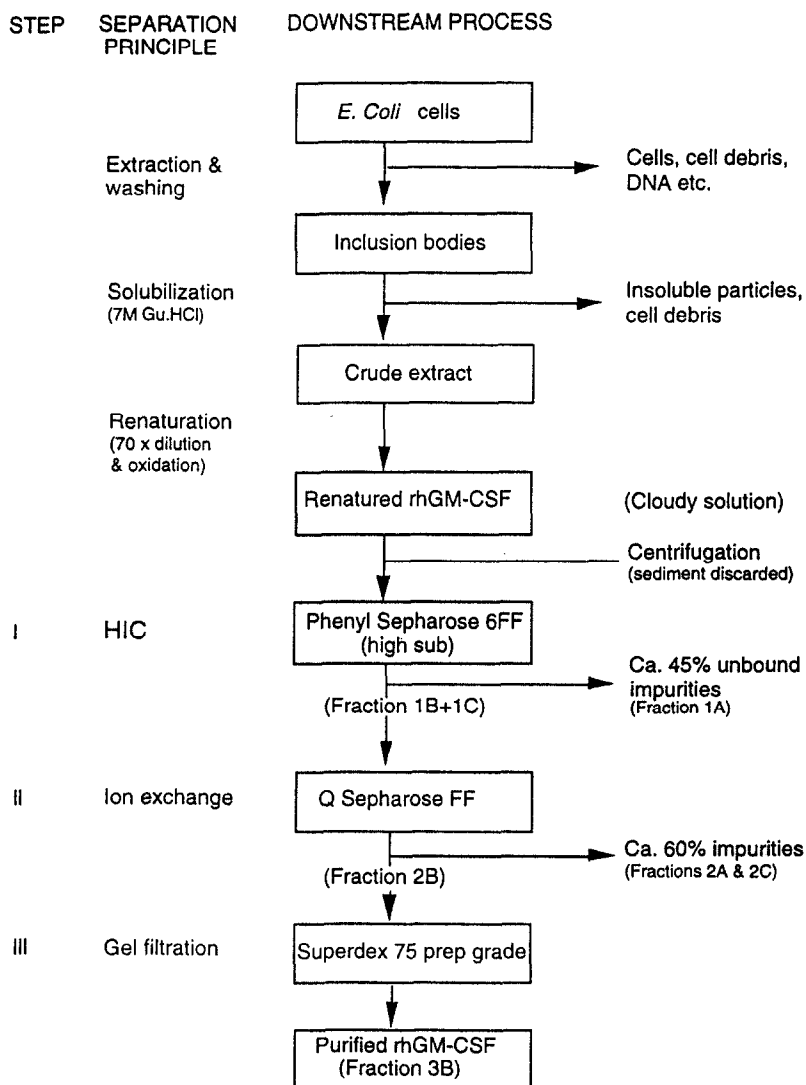 STEP SEPARATION PRINCIPLE DOWNSTREAM PROCESS
E. Coli cells
Extraction &
washing
Cells, cell debris,
DNA etc.
Inclusion bodies
Solubilization
(7M Gu.HCl)
Insoluble particles,
cell debris
Crude extract
Renaturation
(70 x dilution
& oxidation)
Renatured rhGM-CSF
(Cloudy solution)
Centrifugation
(sediment discarded)
I
HIC
Phenyl Sepharose 6FF
(high sub)
Ca. 45% unbound
impurities
(Fraction 1A)
(Fraction 1B+1C)
II
Ion exchange
Q Sepharose FF
Ca. 60% impurities
(Fractions 2A & 2C)
(Fraction 2B)
III
Gel filtration
Superdex 75 prep grade
Purified rhGM-CSF
(Fraction 3B)